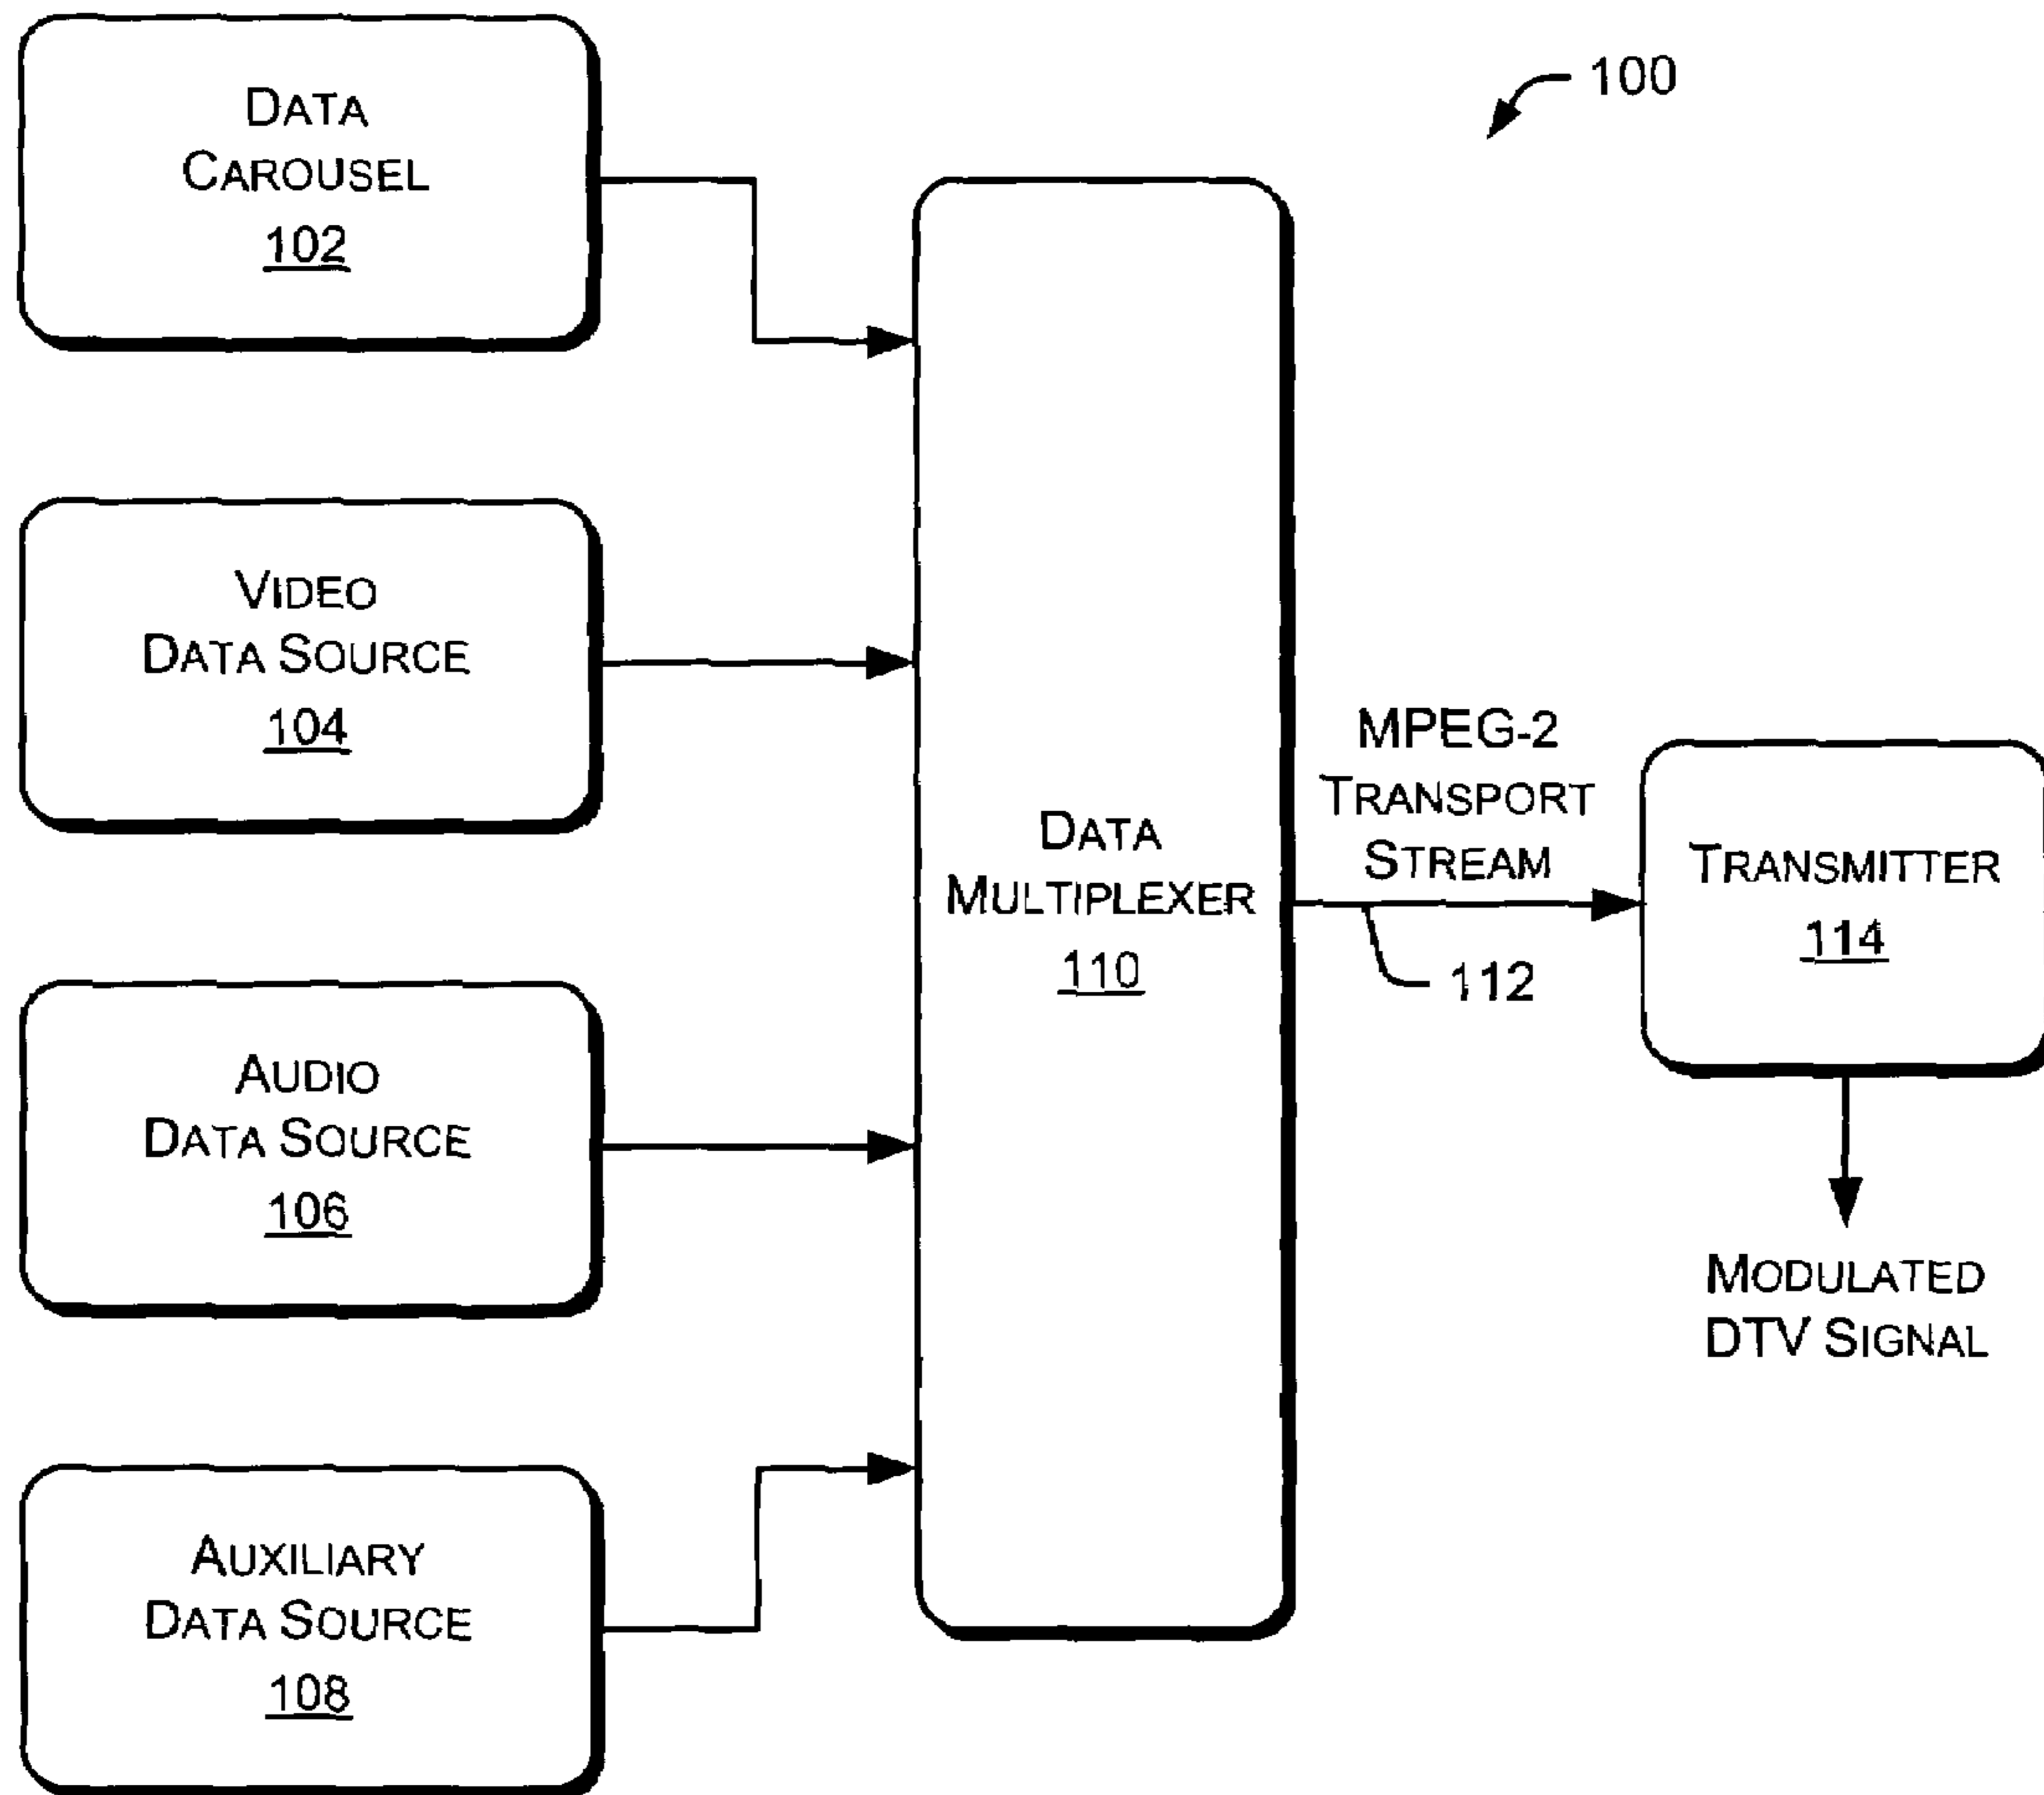 DATA
CAROUSEL
102
100
VIDEO
DATA SOURCE
104
AUDIO
DATA SOURCE
106
AUXILIARY
DATA SOURCE
108
DATA
MULTIPLEXER
110
MPEG-2
TRANSPORT
STREAM
112
TRANSMITTER
114
MODULATED
DTV SIGNAL